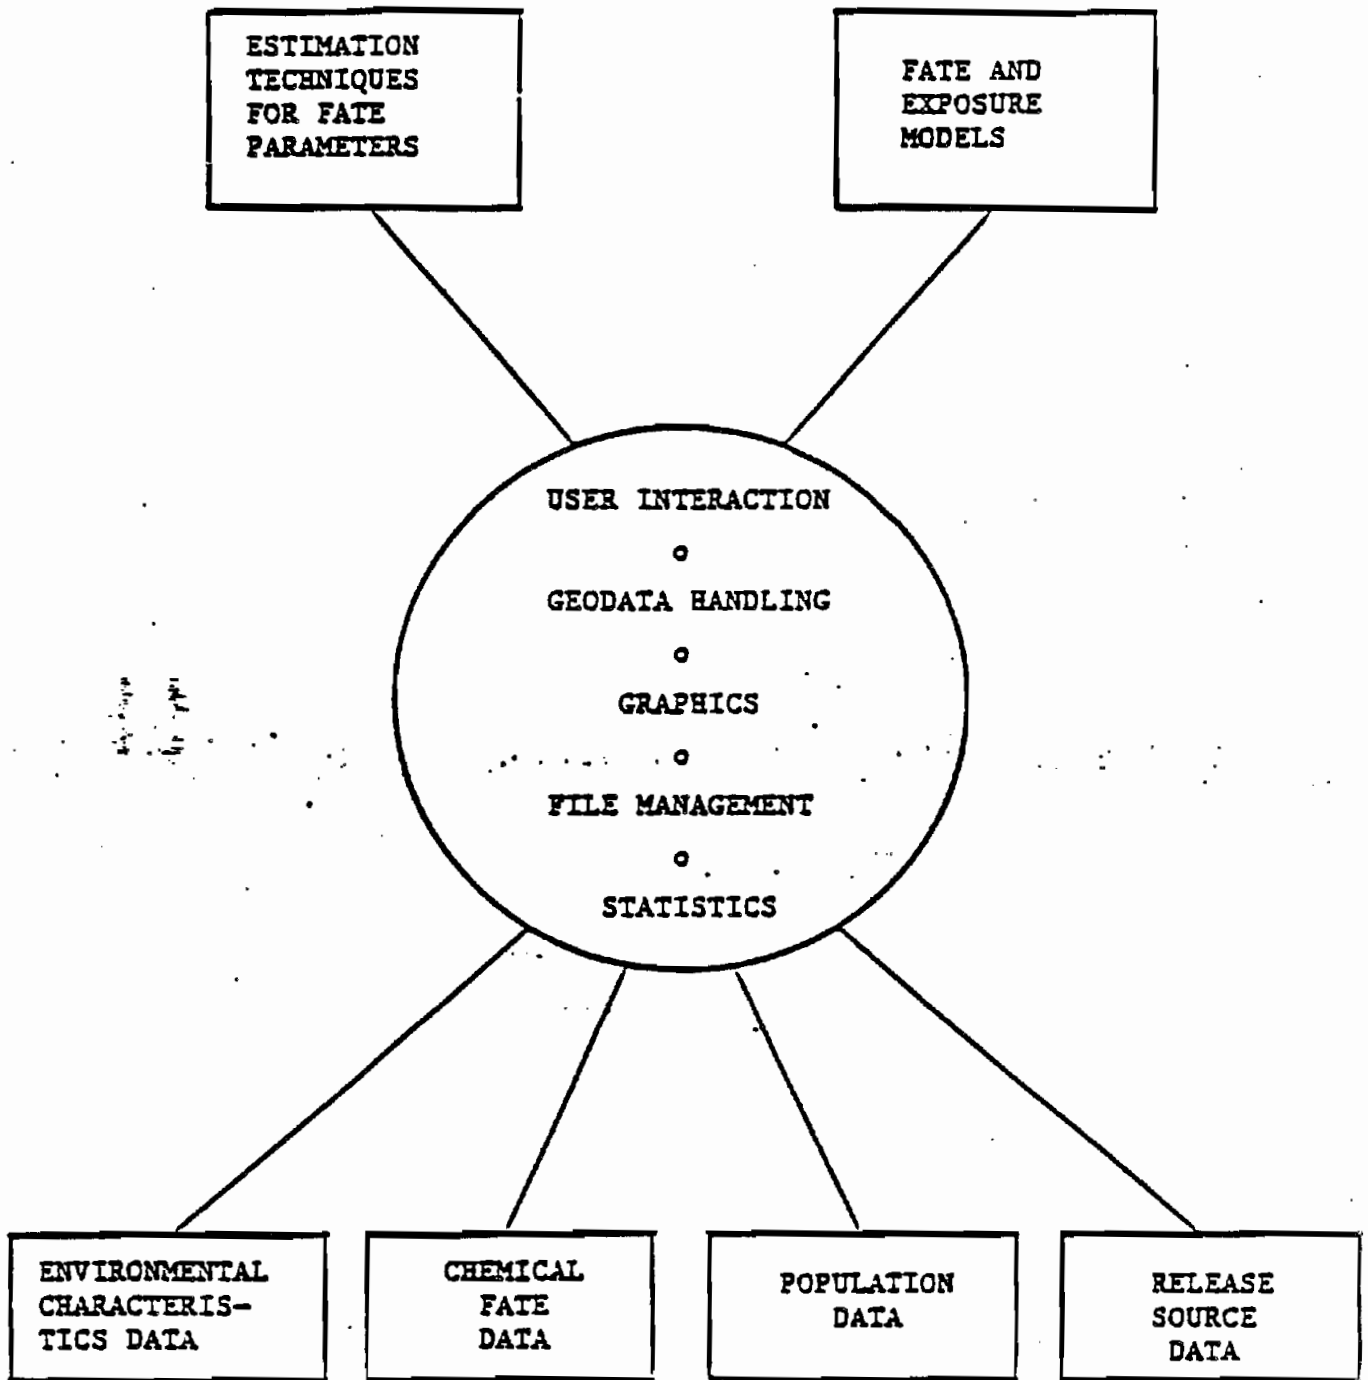 ESTIMATION
TECHNIQUES
FOR FATE
PARAMETERS
FATE AND
EXPOSURE
MODELS
USER INTERACTION
o
GEODATA HANDLING
o
GRAPHICS
o
FILE MANAGEMENT
o
STATISTICS
ENVIRONMENTAL
CHARACTERIS-
TICS DATA
CHEMICAL
FATE
DATA
POPULATION
DATA
RELEASE
SOURCE
DATA